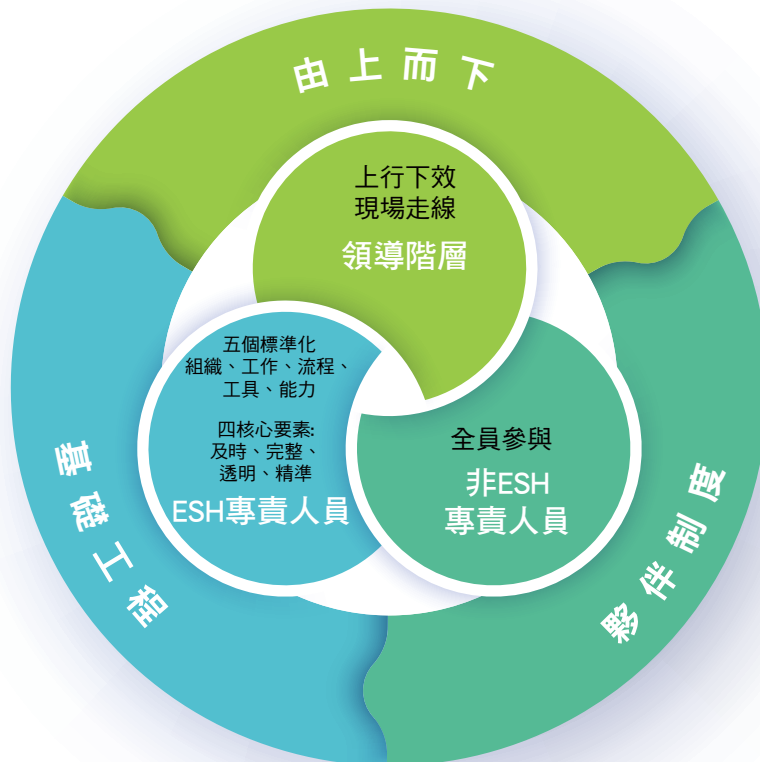 由上而下
上行下效
現場走線
領導階層
五個標準化
組織、工作、流程、
工具、能力
四核心要素:
及時、完整、
透明、精準
ESH專責人員
全員參與
非ESH
專責人員
基礎工程
夥伴制度